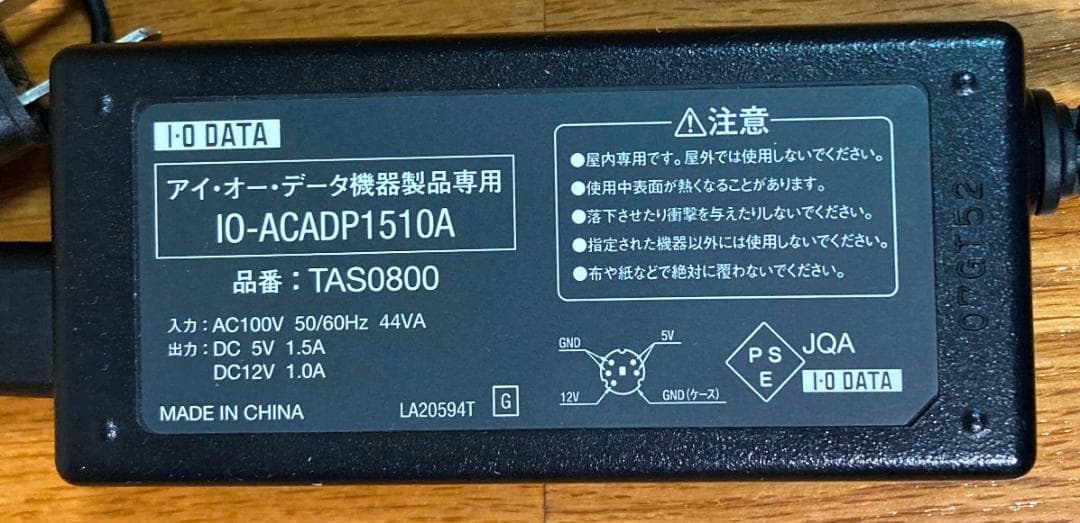 I·O DATA
アイ・オー・データ機器製品専用
IO-ACADP1510A
品番：TAS0800
入力：AC100V 50/60Hz 44VA
出力：DC 5V 1.5A
DC12V 1.0A
MADE IN CHINA
LA20594T
G
注意
●屋内専用です。屋外では使用しないでください。
●使用中表面が熱くなることがあります。
●落下させたり衝撃を与えたりしないでください。
●指定された機器以外には使用しないでください。
●布や紙などで絶対に覆わないでください。
GND
5V
12V
GND（ケース）
PS
E
JQA
I·O DATA
07GT52